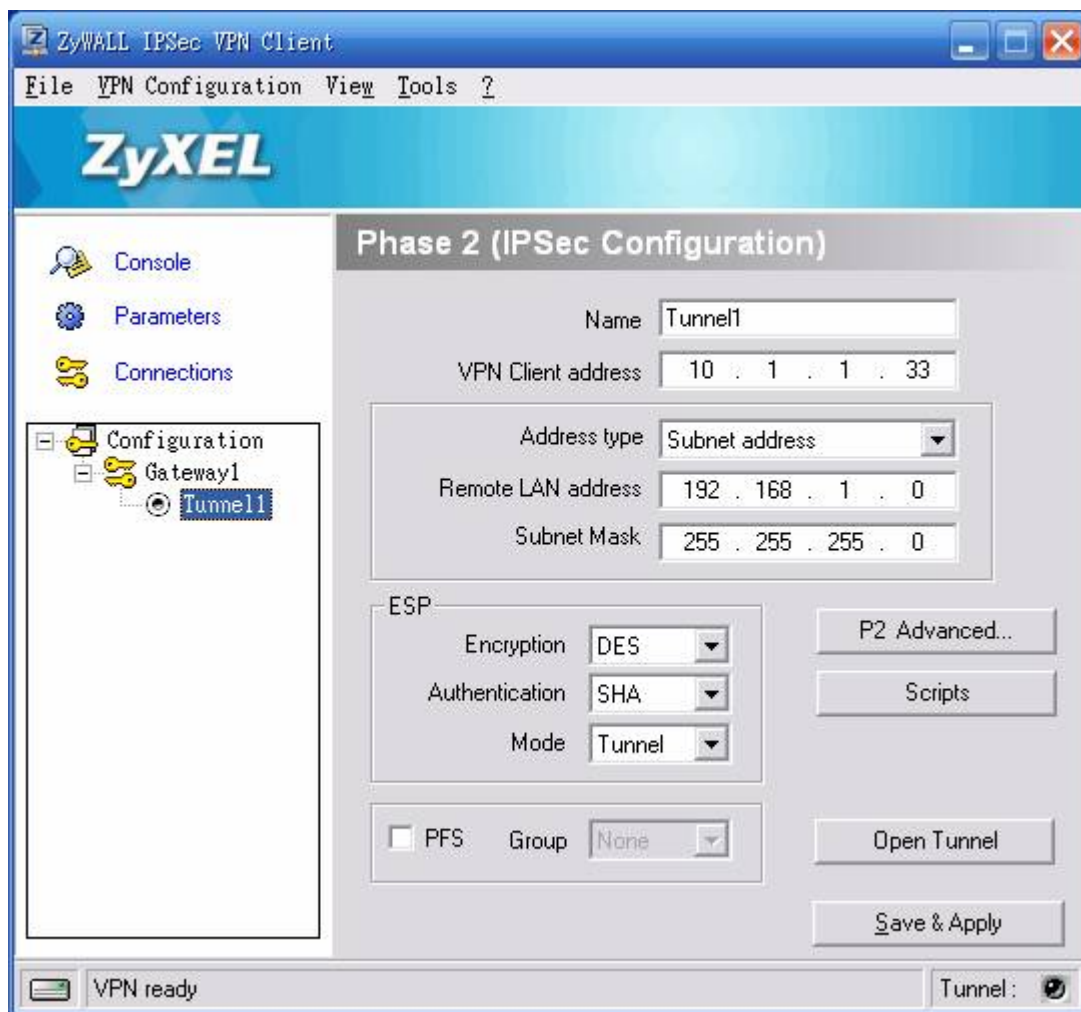 ZyWALL IPSec VPN Client
File VPN Configuration View Tools ?
ZyXEL
Console
Parameters
Connections
Configuration
Gateway1
Tunnel1
Phase 2 (IPSec Configuration)
Name Tunnel1
VPN Client address 10 . 1 . 1 . 33
Address type Subnet address
Remote LAN address 192 . 168 . 1 . 0
Subnet Mask 255 . 255 . 255 . 0
ESP
Encryption DES
Authentication SHA
Mode Tunnel
P2 Advanced...
Scripts
PFS Group None
Open Tunnel
Save & Apply
VPN ready
Tunnel :